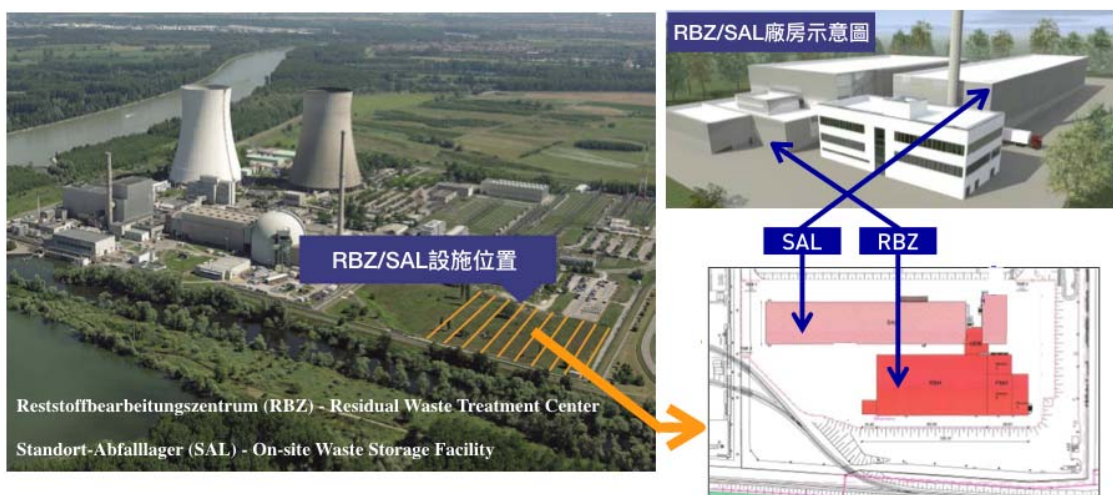 RBZ/SAL設施位置
Reststoffbearbeitungszentrum (RBZ) - Residual Waste Treatment Center
Standort-Abfalllager (SAL) - On-site Waste Storage Facility
RBZ/SAL廠房示意圖
SAL
RBZ